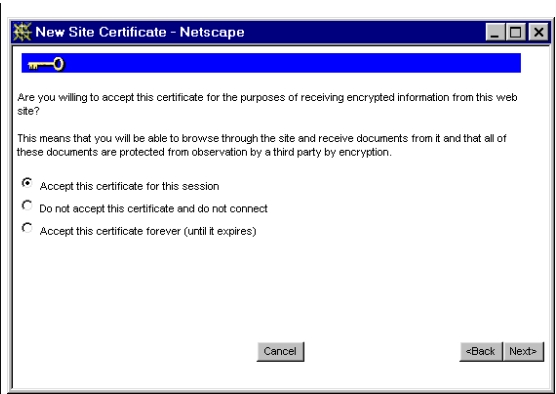 New Site Certificate - Netscape
Are you willing to accept this certificate for the purposes of receiving encrypted information from this web
site?
This means that you will be able to browse through the site and receive documents from it and that all of
these documents are protected from observation by a third party by encryption.
Accept this certificate for this session
Do not accept this certificate and do not connect
Accept this certificate forever (until it expires)
Cancel <Back Next>